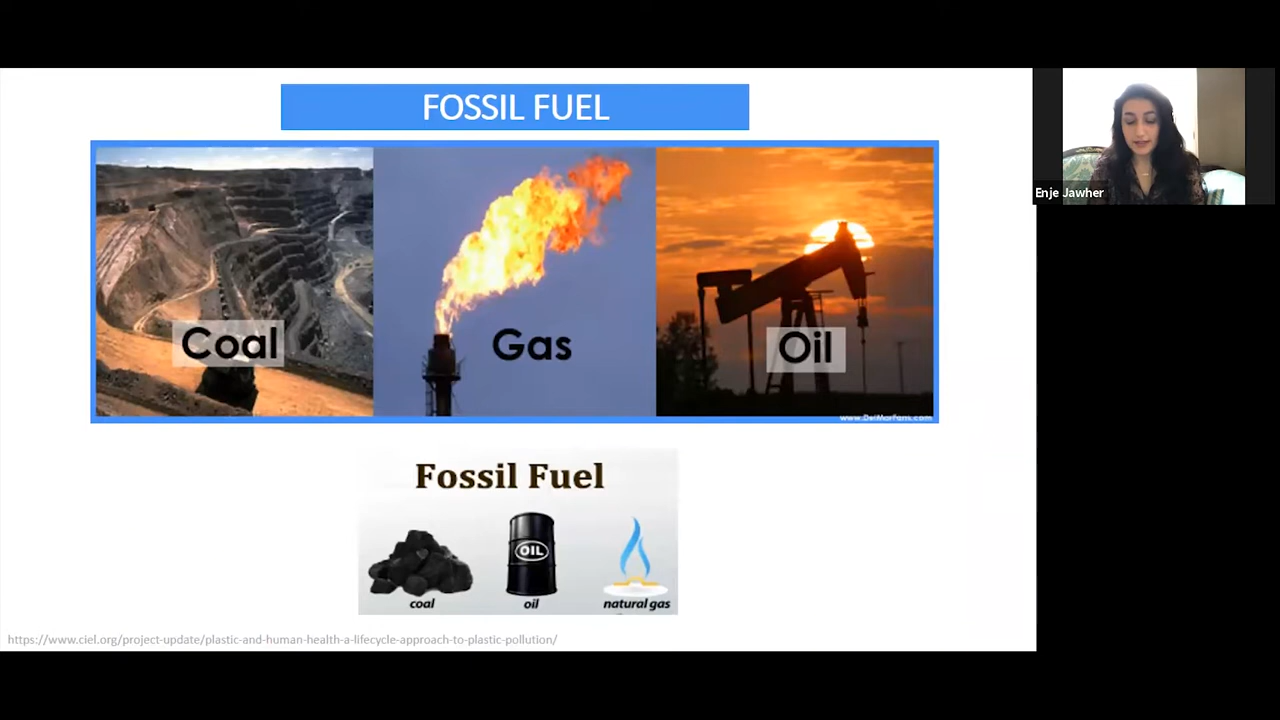 FOSSIL FUEL
Enje Jawher
Coal
Gas
Oil
www.DelMarFans.com
Fossil Fuel
OIL
coal
oil
natural gas
https://www.ciel.org/project-update/plastic-and-human-health-a-lifecycle-approach-to-plastic-pollution/